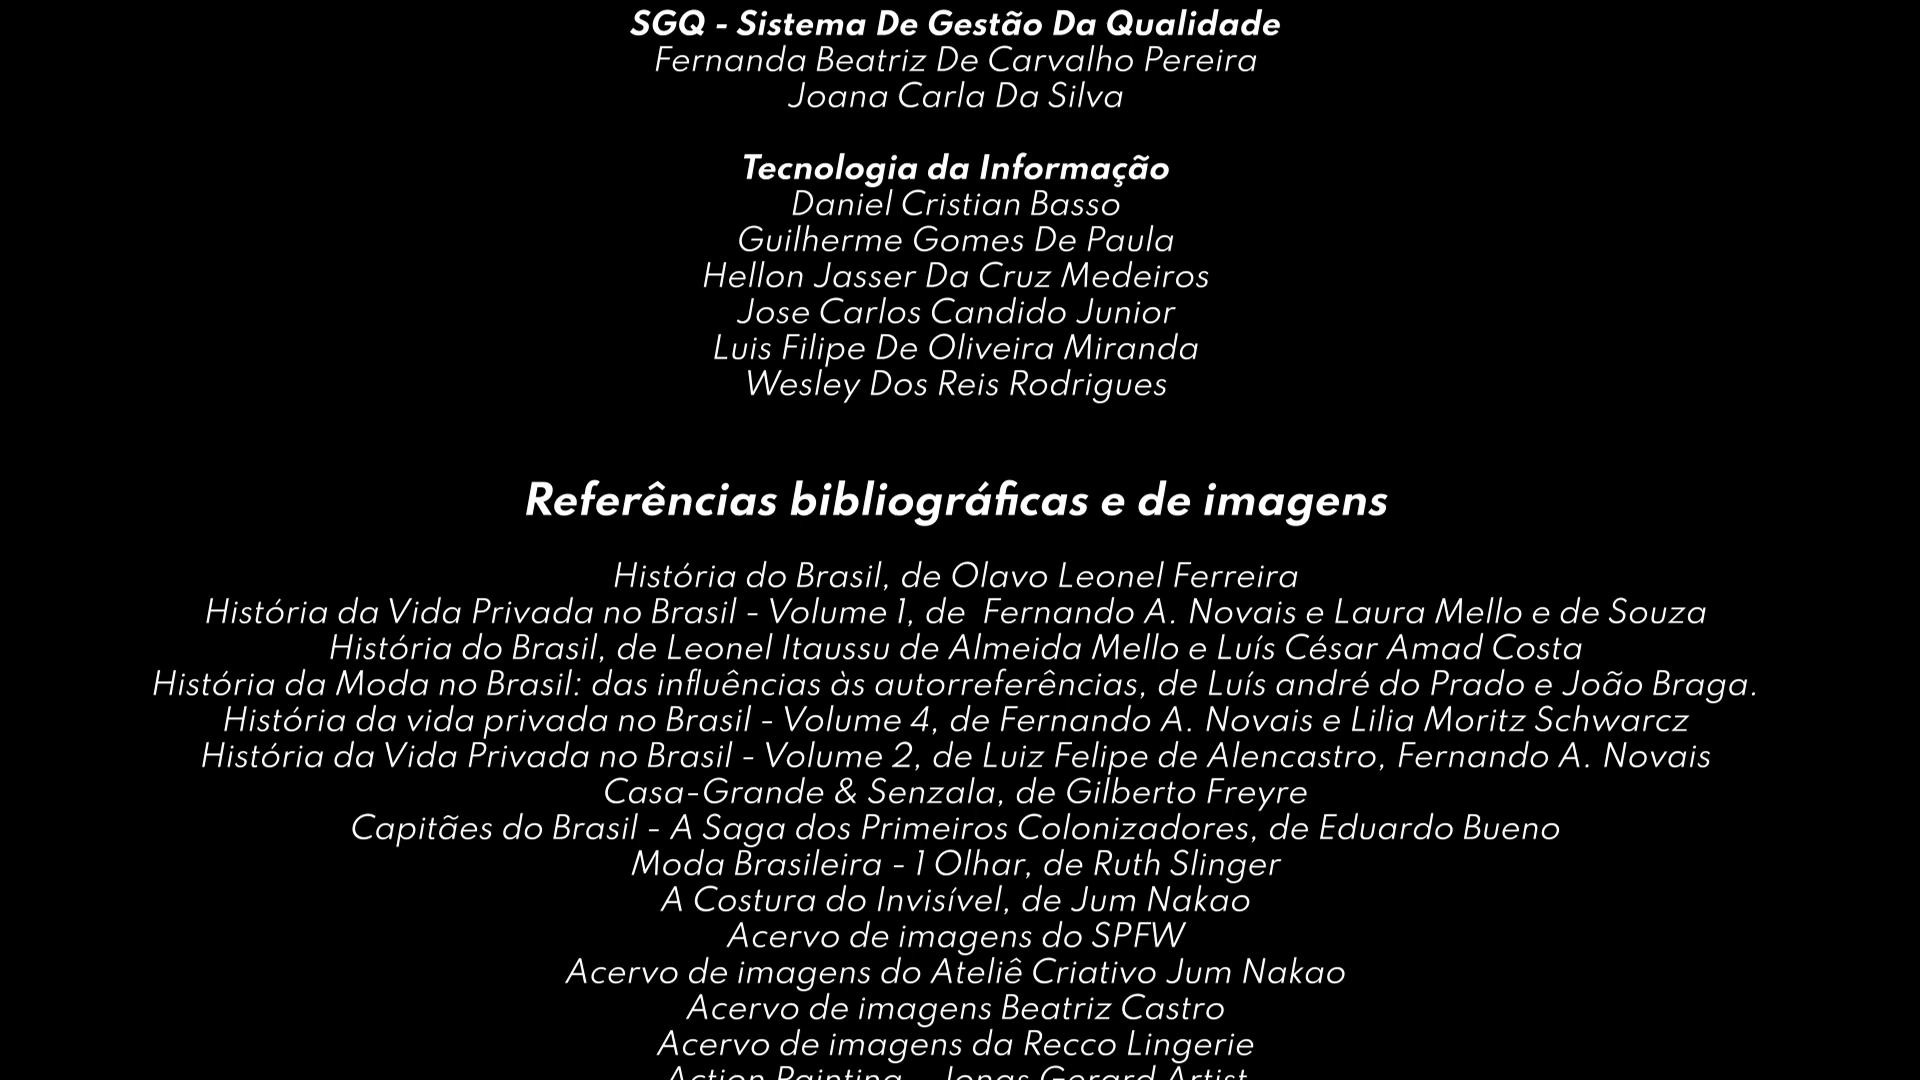 SGQ - Sistema De Gestão Da Qualidade
Fernanda Beatriz De Carvalho Pereira
Joana Carla Da Silva
Tecnologia da Informação
Daniel Cristian Basso
Guilherme Gomes De Paula
Hellon Jasser Da Cruz Medeiros
Jose Carlos Candido Junior
Luis Filipe De Oliveira Miranda
Wesley Dos Reis Rodrigues
Referências bibliográficas e de imagens
História do Brasil, de Olavo Leonel Ferreira
História da Vida Privada no Brasil - Volume 1, de  Fernando A. Novais e Laura Mello e de Souza
História do Brasil, de Leonel Itaussu de Almeida Mello e Luís César Amad Costa
História da Moda no Brasil: das influências às autorreferências, de Luís andré do Prado e João Braga.
História da vida privada no Brasil - Volume 4, de Fernando A. Novais e Lilia Moritz Schwarcz
História da Vida Privada no Brasil - Volume 2, de Luiz Felipe de Alencastro, Fernando A. Novais
Casa-Grande & Senzala, de Gilberto Freyre
Capitães do Brasil - A Saga dos Primeiros Colonizadores, de Eduardo Bueno
Moda Brasileira - 1 Olhar, de Ruth Slinger
A Costura do Invisível, de Jum Nakao
Acervo de imagens do SPFW
Acervo de imagens do Ateliê Criativo Jum Nakao
Acervo de imagens Beatriz Castro
Acervo de imagens da Recco Lingerie
Action Painting - Jonas Gerard Artist